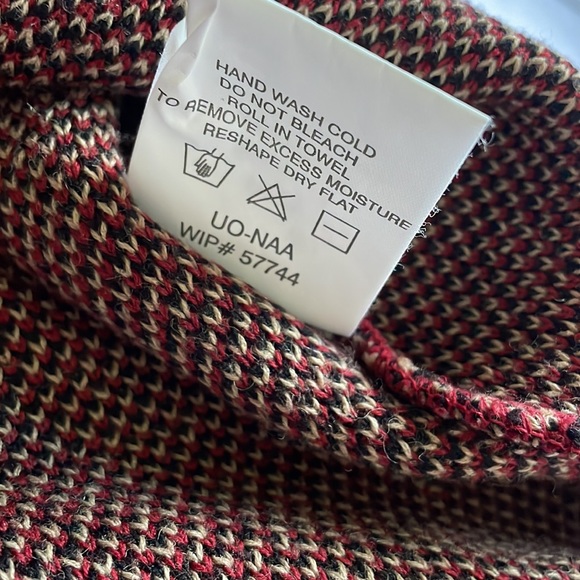 HAND WASH COLD
DO NOT BLEACH
ROLL IN TOWEL
TO REMOVE EXCESS MOISTURE
RESHAPE DRY FLAT
UO-NAA
WIP# 57744